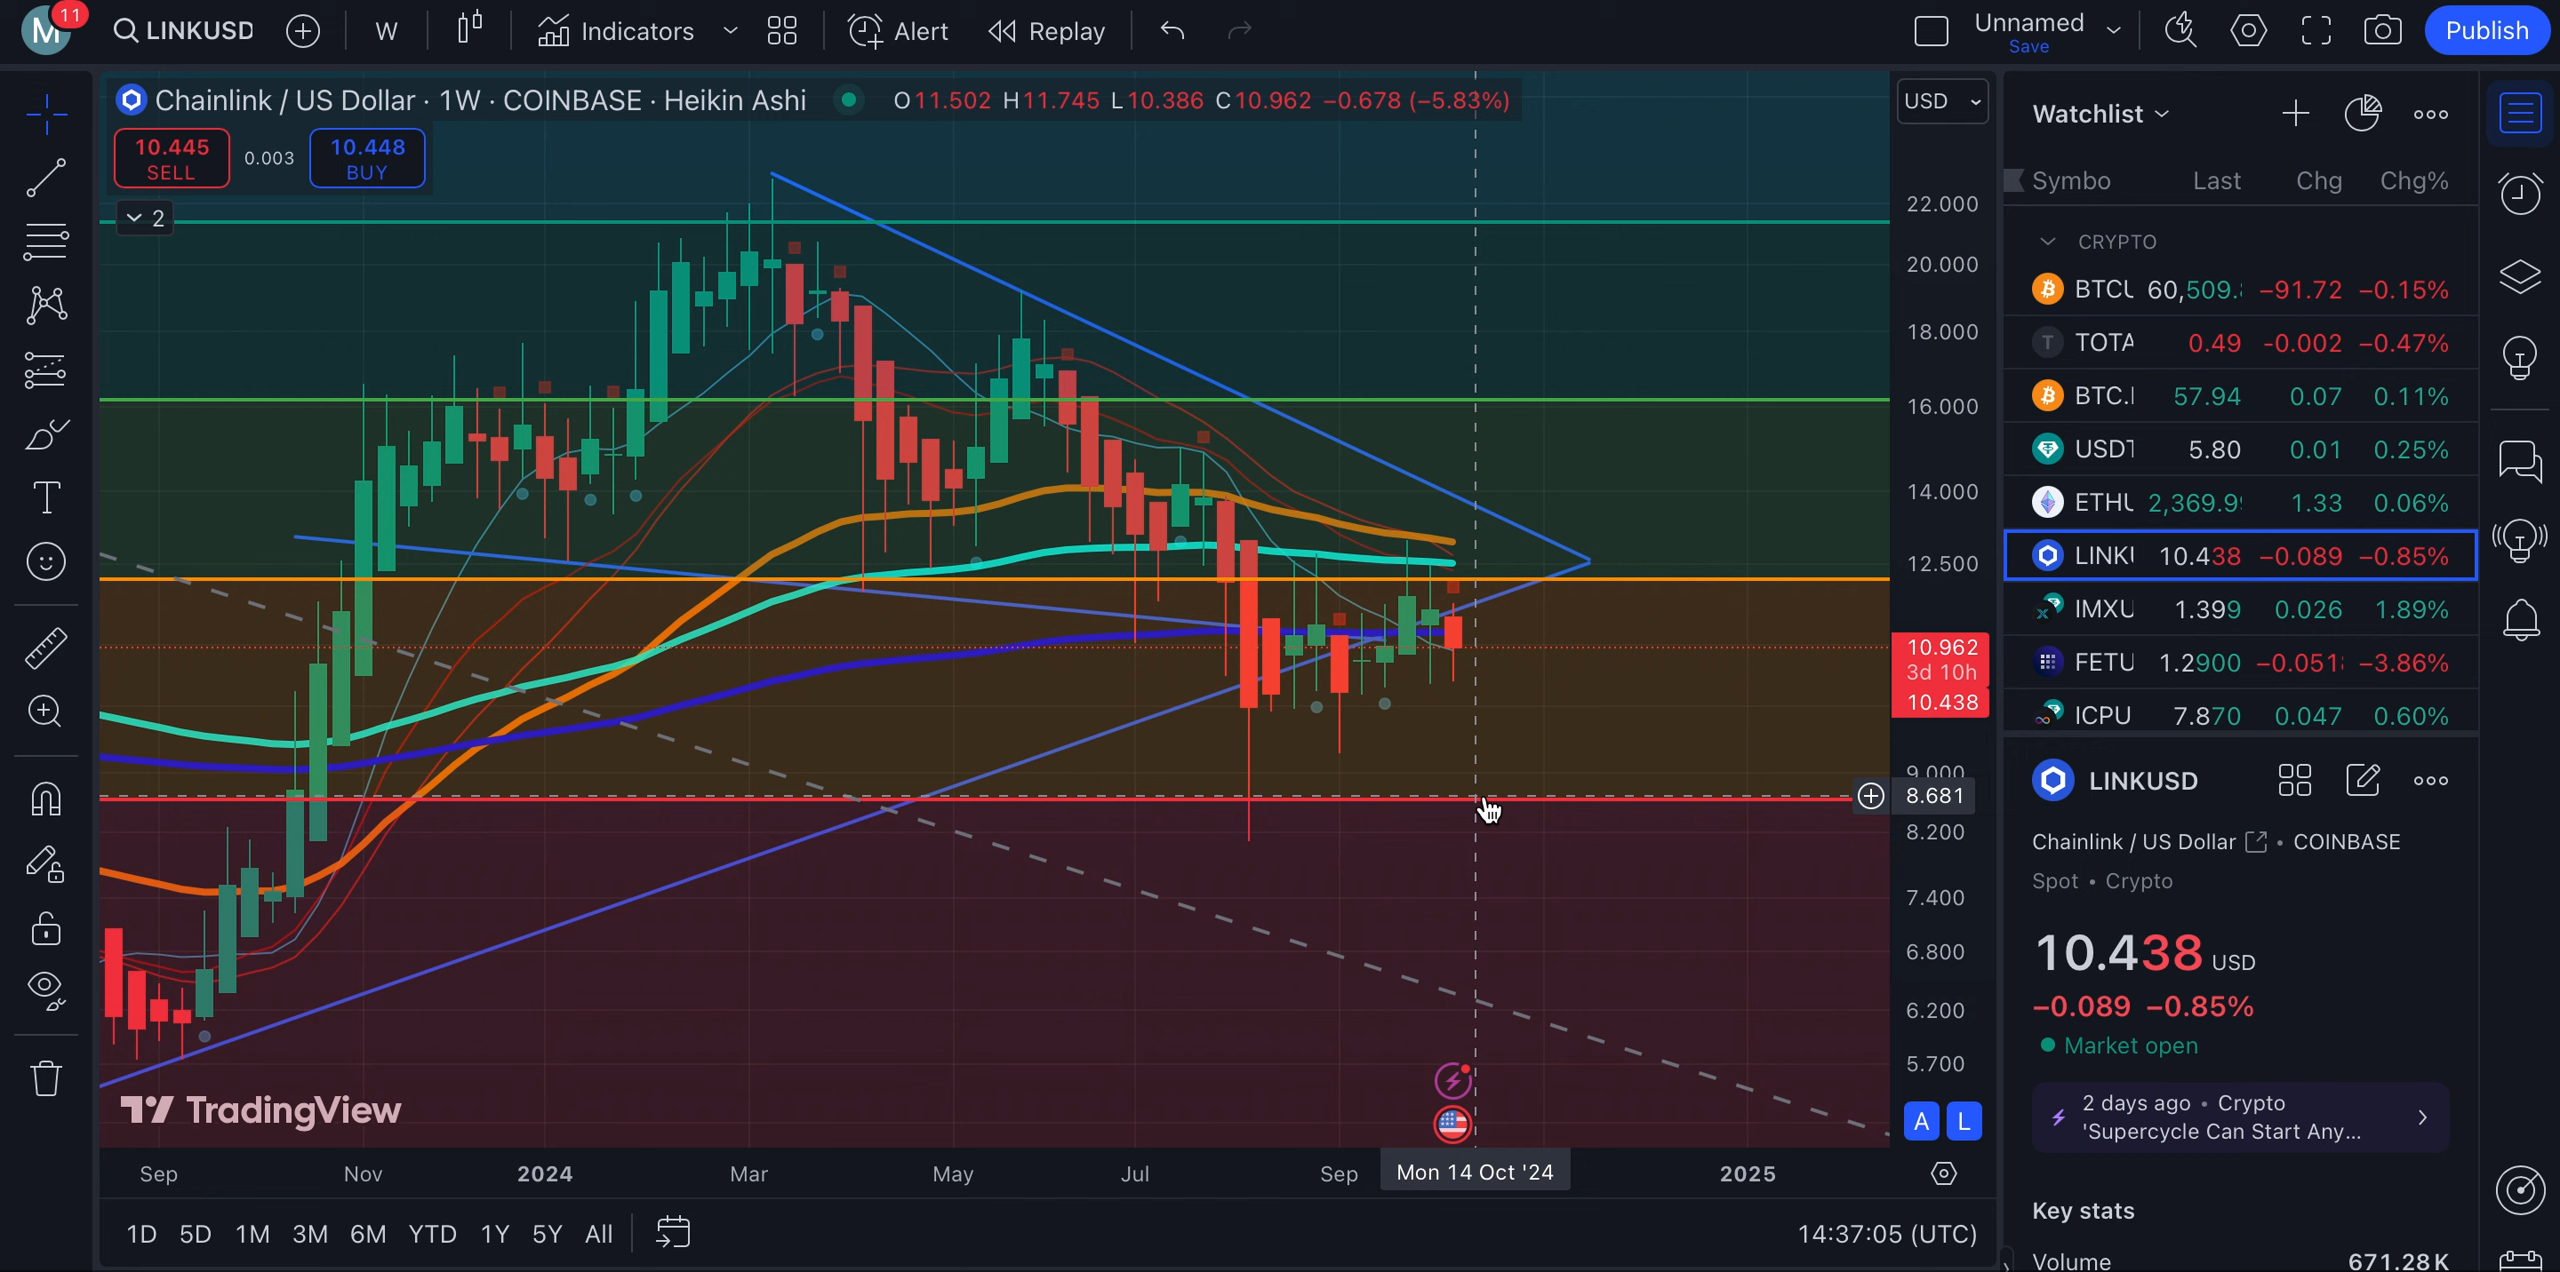 M 11 LINKUSD W Indicators Alert Replay Unnamed Save Publish
Chainlink / US Dollar · 1W · COINBASE · Heikin Ashi O11.502 H11.745 L10.386 C10.962 −0.678 (−5.83%)
10.445 SELL 0.003 10.448 BUY
2
USD
22.000
20.000
18.000
16.000
14.000
12.500
10.962
3d 10h
10.438
9.000
8.681
8.200
7.400
6.800
6.200
5.700
A L
TradingView
Sep Nov 2024 Mar May Jul Sep Mon 14 Oct '24 2025
1D 5D 1M 3M 6M YTD 1Y 5Y All 14:37:05 (UTC)
Watchlist
Symbo Last Chg Chg%
CRYPTO
BTCU 60,509. −91.72 −0.15%
T TOTA 0.49 -0.002 −0.47%
BTC. 57.94 0.07 0.11%
USDT 5.80 0.01 0.25%
ETHU 2,369.9 1.33 0.06%
LINKU 10.438 −0.089 −0.85%
IMXU 1.399 0.026 1.89%
FETU 1.2900 −0.051 −3.86%
ICPU 7.870 0.047 0.60%
LINKUSD
Chainlink / US Dollar • COINBASE
Spot • Crypto
10.438 USD
−0.089 −0.85%
Market open
2 days ago • Crypto
'Supercycle Can Start Any...
Key stats
Volume 671.28K